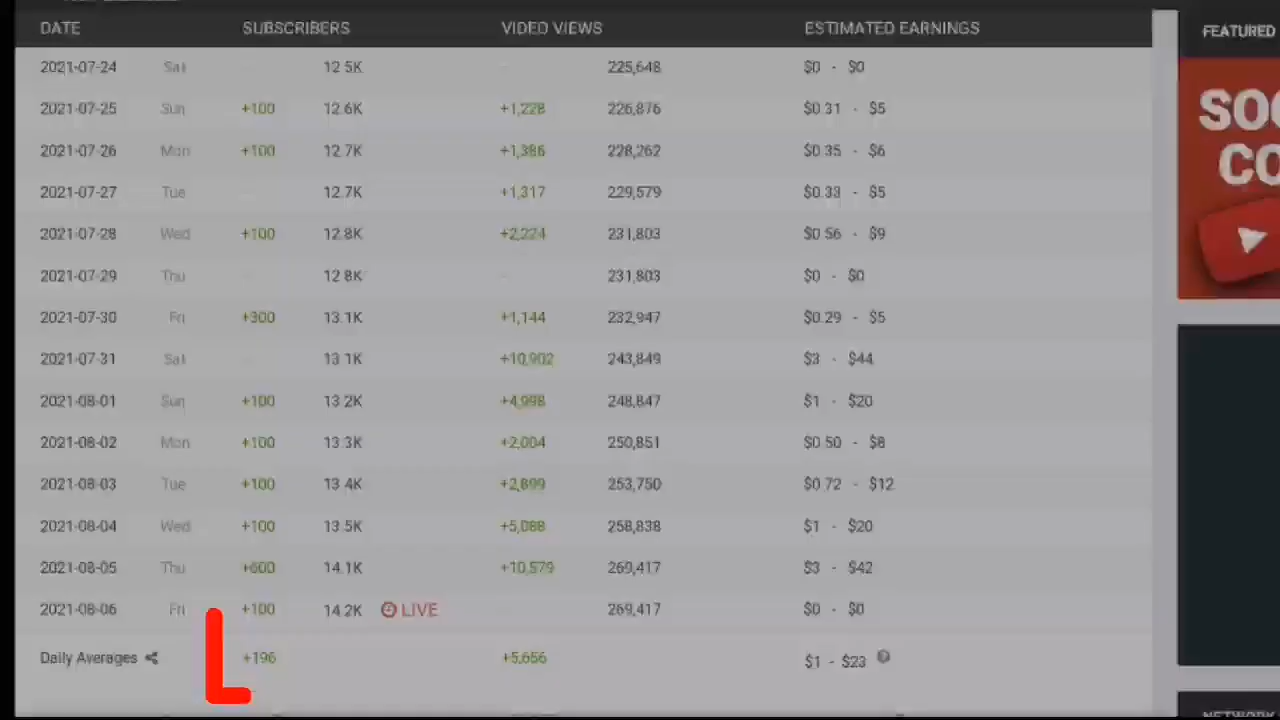 DATE SUBSCRIBERS VIDEO VIEWS ESTIMATED EARNINGS
2021-07-24 Sat -- 12.5K -- 225,648 $0 - $0
2021-07-25 Sun +100 12.6K +1,228 226,876 $0.31 - $5
2021-07-26 Mon +100 12.7K +1,386 228,262 $0.35 - $6
2021-07-27 Tue -- 12.7K +1,317 229,579 $0.33 - $5
2021-07-28 Wed +100 12.8K +2,224 231,803 $0.56 - $9
2021-07-29 Thu -- 12.8K -- 231,803 $0 - $0
2021-07-30 Fri +300 13.1K +1,144 232,947 $0.29 - $5
2021-07-31 Sat -- 13.1K +10,902 243,849 $3 - $44
2021-08-01 Sun +100 13.2K +4,998 248,847 $1 - $20
2021-08-02 Mon +100 13.3K +2,004 250,851 $0.50 - $8
2021-08-03 Tue +100 13.4K +2,899 253,750 $0.72 - $12
2021-08-04 Wed +100 13.5K +5,088 258,838 $1 - $20
2021-08-05 Thu +600 14.1K +10,579 269,417 $3 - $42
2021-08-06 Fri +100 14.2K LIVE 269,417 $0 - $0
Daily Averages +196 +5,656 $1 - $23
FEATURED
SOC
CO
NETWORK